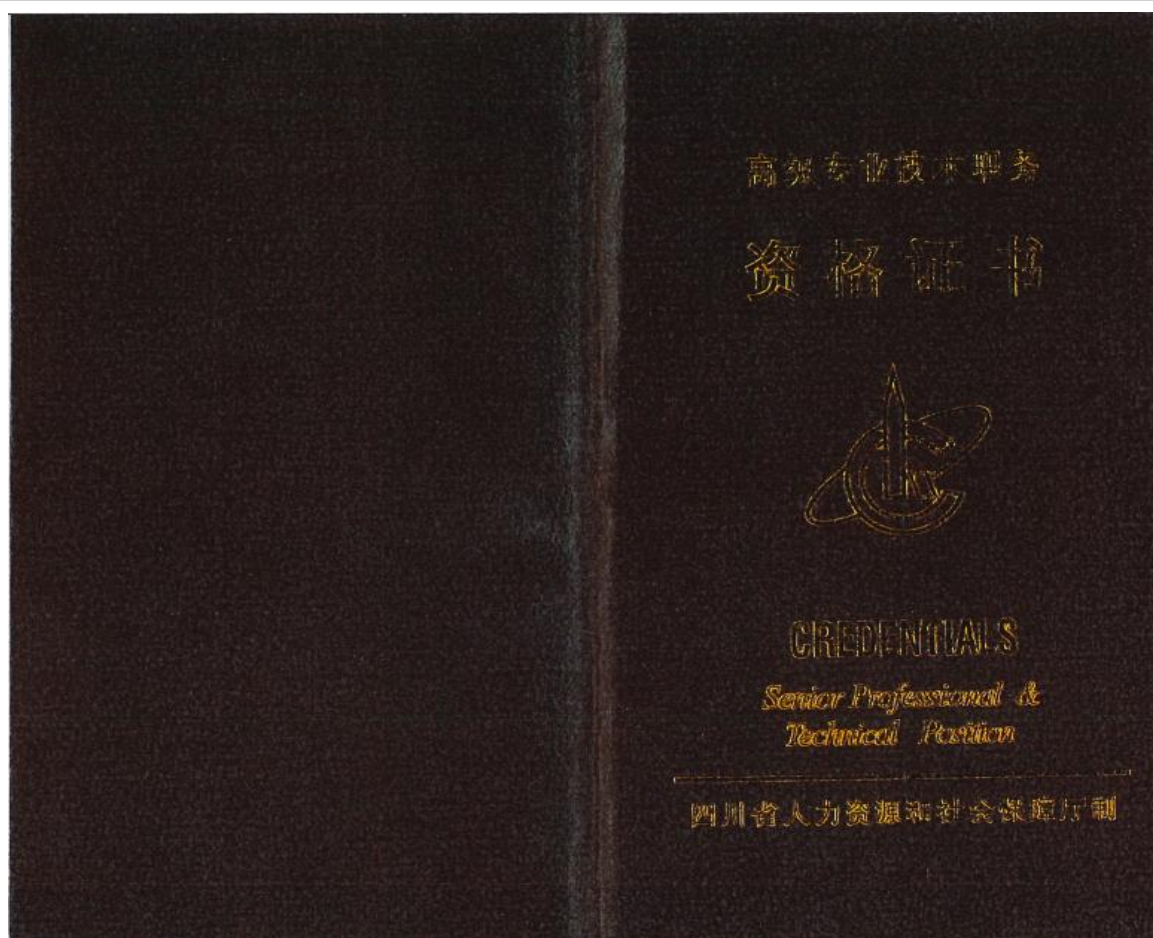 高级专业技术职务
资格证书
CREDENTIALS
Senior Professional &
Technical Position
四川省人力资源和社会保障厅制